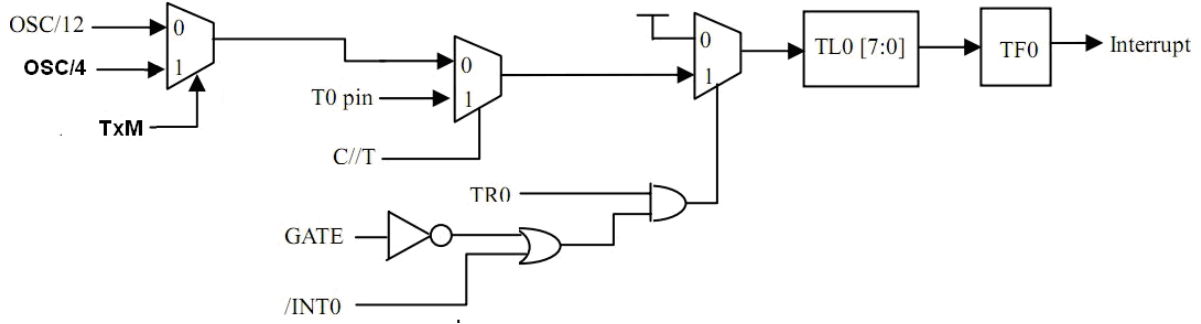 OSC/12
0
OSC/4
1
TxM
0
T0 pin
1
C//T
0
1
TL0 [7:0]
TF0
Interrupt
TR0
GATE
/INT0